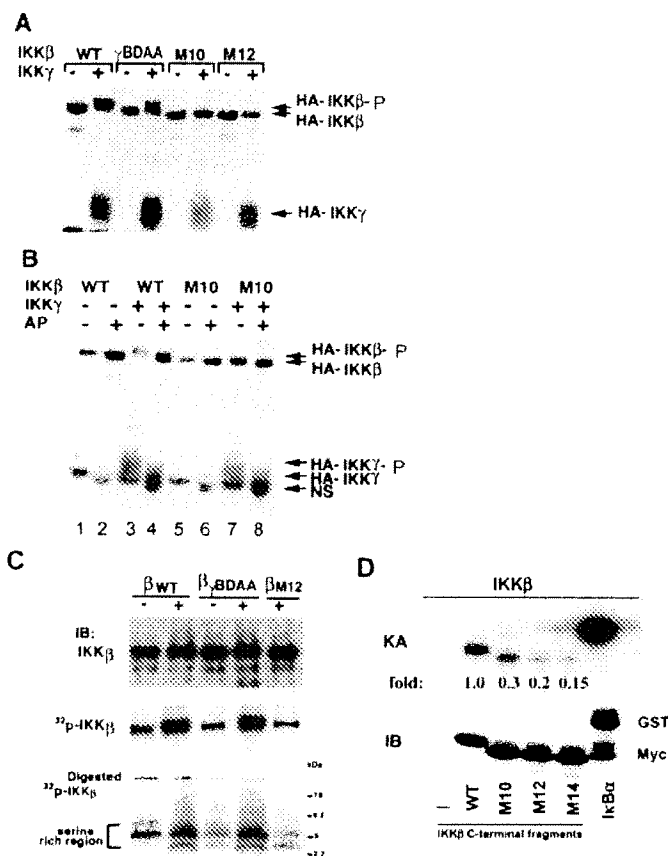 A
IKKβ WT γBDAA M10 M12
IKKγ - + - + - + - +
HA-IKKβ-P
HA-IKKβ
HA-IKKγ
B
IKKβ WT WT M10 M10
IKKγ - - + + - - + +
AP - + - + - + - +
HA-IKKβ-P
HA-IKKβ
HA-IKKγ-P
HA-IKKγ
NS
1 2 3 4 5 6 7 8
C
βWT βγBDAA βM12
- + - + +
IB:
IKKβ
32p-IKKβ
Digested
32p-IKKβ
kDa
serine
rich region
D
IKKβ
KA
fold: 1.0 0.3 0.2 0.15
IB
GST
Myc
– WT M10 M12 M14 IκBα
IKKβ C-terminal fragments